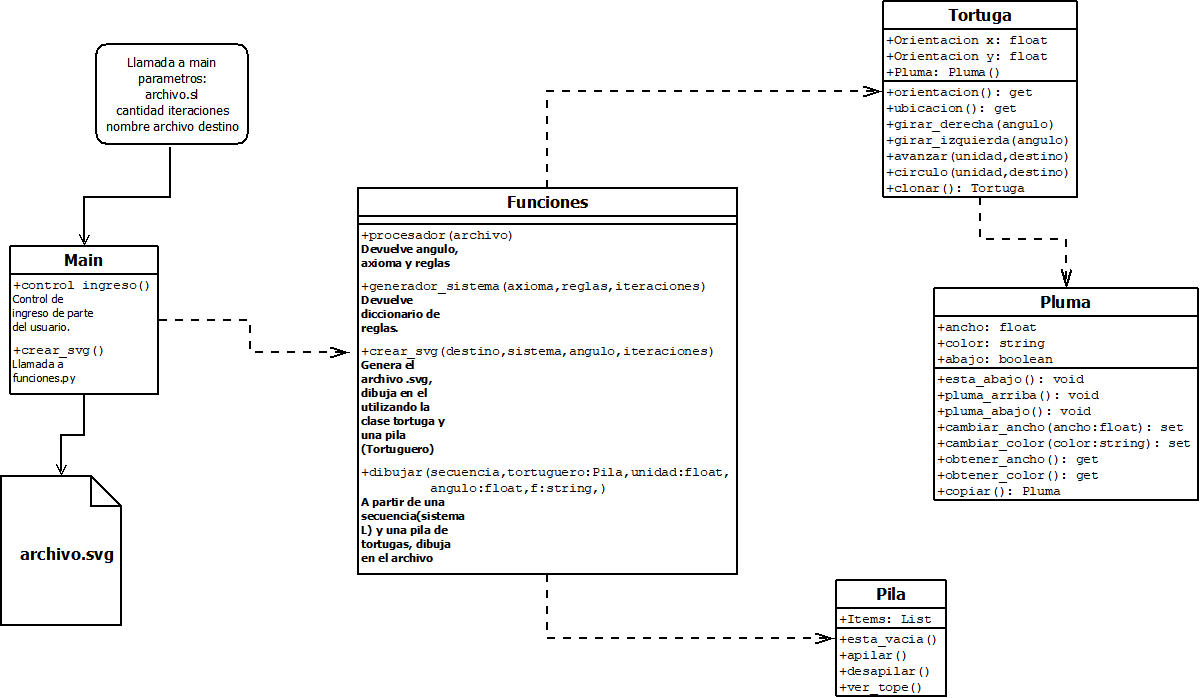 Llamada a main
parametros:
archivo.sl
cantidad iteraciones
nombre archivo destino
Main
+control ingreso()
Control de
ingreso de parte
del usuario.
+crear_svg()
Llamada a
funciones.py
archivo.svg
Funciones
+procesador(archivo)
Devuelve angulo,
axioma y reglas
+generador_sistema(axioma,reglas,iteraciones)
Devuelve
diccionario de
reglas.
+crear_svg(destino,sistema,angulo,iteraciones)
Genera el
archivo .svg,
dibuja en el
utilizando la
clase tortuga y
una pila
(Tortuguero)
+dibujar(secuencia,tortuguero:Pila,unidad:float,
angulo:float,f:string,)
A partir de una
secuencia(sistema
L) y una pila de
tortugas, dibuja
en el archivo
Tortuga
+Orientacion x: float
+Orientacion y: float
+Pluma: Pluma()
+orientacion(): get
+ubicacion(): get
+girar_derecha(angulo)
+girar_izquierda(angulo)
+avanzar(unidad,destino)
+circulo(unidad,destino)
+clonar(): Tortuga
Pluma
+ancho: float
+color: string
+abajo: boolean
+esta_abajo(): void
+pluma_arriba(): void
+pluma_abajo(): void
+cambiar_ancho(ancho:float): set
+cambiar_color(color:string): set
+obtener_ancho(): get
+obtener_color(): get
+copiar(): Pluma
Pila
+Items: List
+esta_vacia()
+apilar()
+desapilar()
+ver_tope()